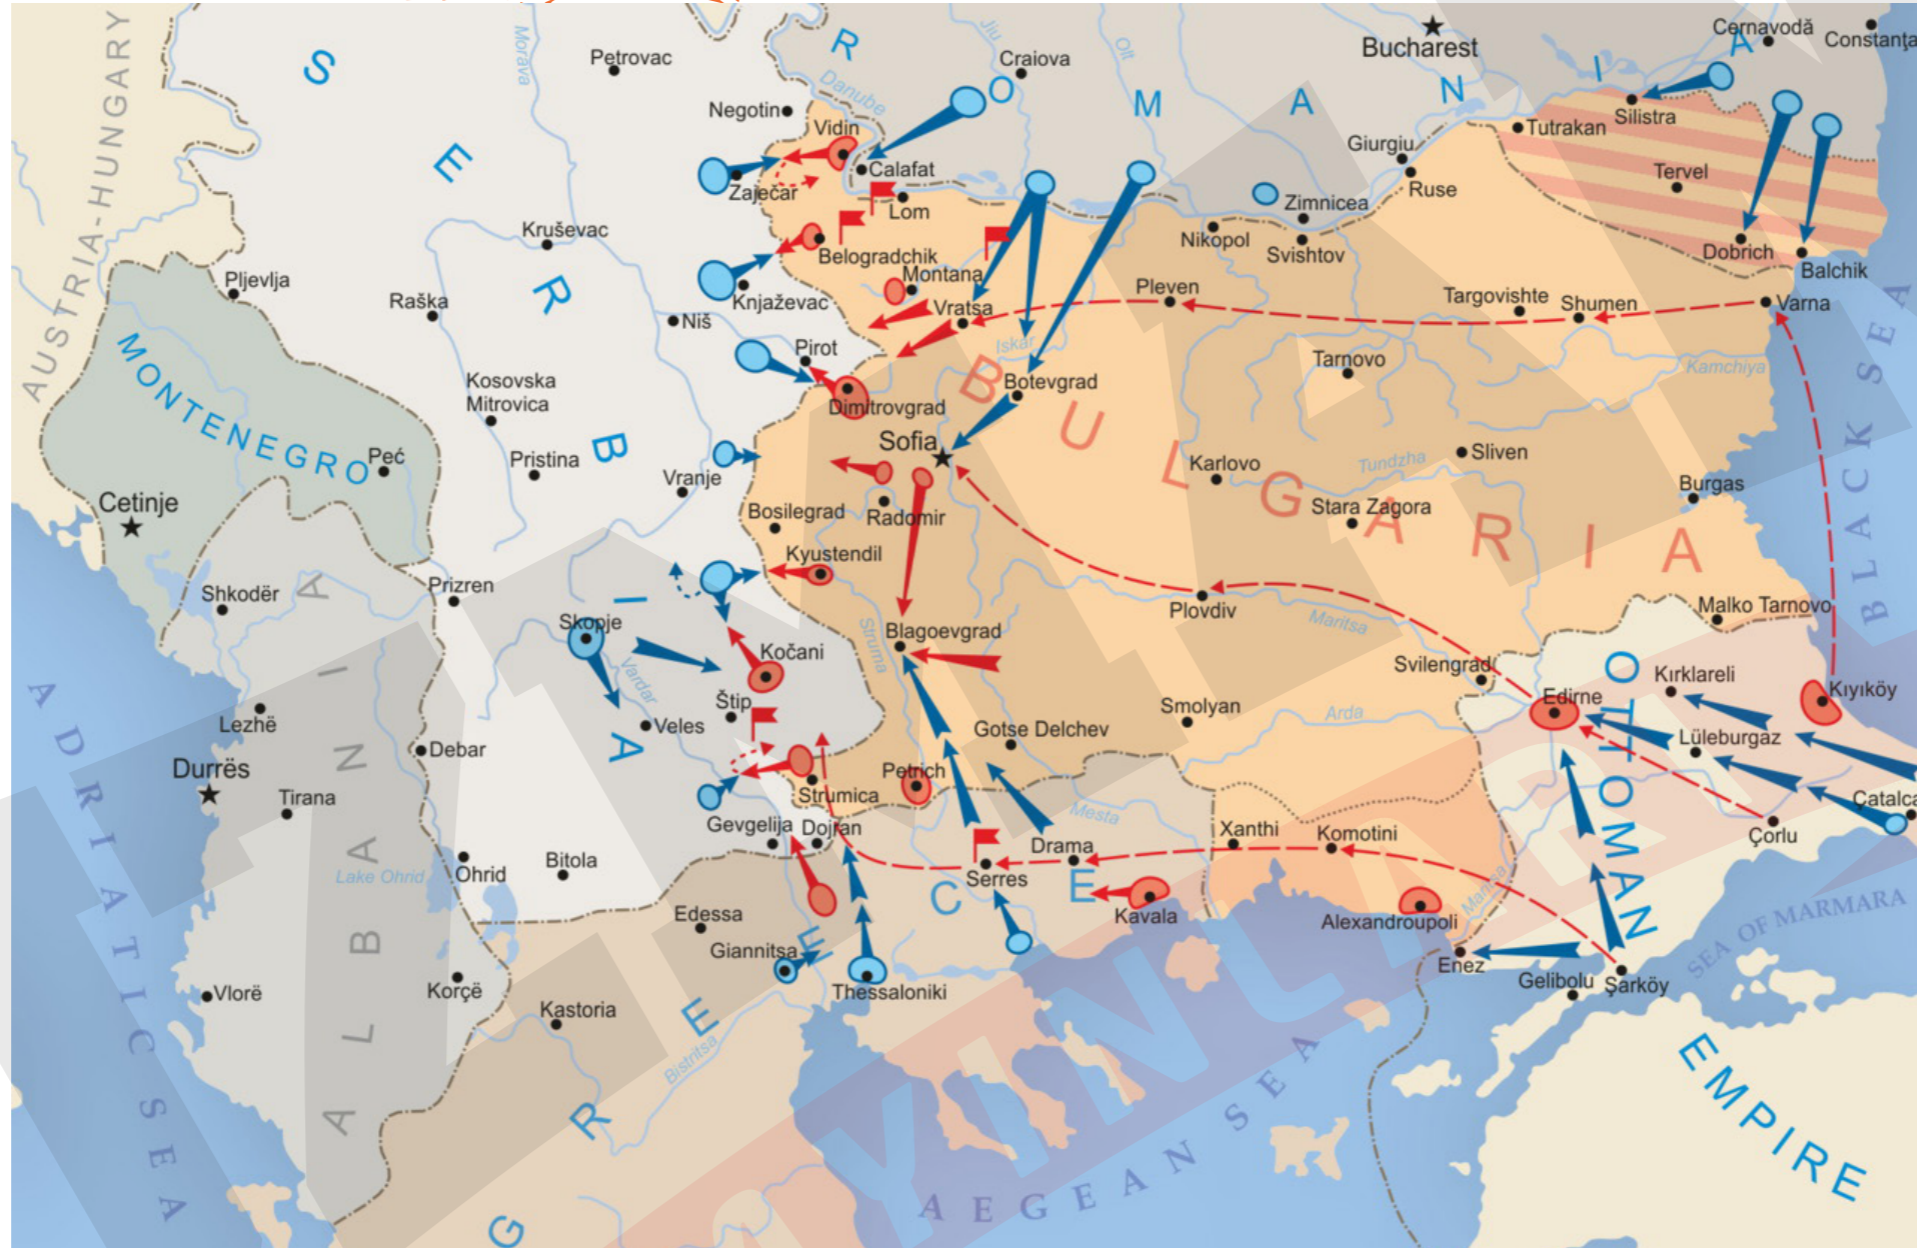 SERBIA
ROMANIA
BULGARIA
MONTENEGRO
ALBANIA
GREECE
OTTOMAN
EMPIRE
AUSTRIA-HUNGARY
ADRIATIC SEA
AEGEAN SEA
BLACK SEA
SEA OF MARMARA
Morava
Danube
Jiu
Olt
Iskar
Kamchiya
Tundzha
Maritsa
Arda
Struma
Vardar
Mesta
Maritsa
Bistritsa
Lake Ohrid
Petrovac
Negotin
Vidin
Calafat
Craiova
Bucharest
Cernavodă
Constanţa
Zaječar
Lom
Giurgiu
Ruse
Tutrakan
Silistra
Tervel
Zimnicea
Nikopol
Svishtov
Dobrich
Balchik
Kruševac
Belogradchik
Montana
Knjaževac
Pljevlja
Raška
Niš
Vratsa
Pleven
Targovishte
Shumen
Varna
Pirot
Kosovska
Mitrovica
Dimitrovgrad
Botevgrad
Tarnovo
Peć
Pristina
Vranje
Sofia
Karlovo
Sliven
Burgas
Cetinje
Bosilegrad
Radomir
Stara Zagora
Kyustendil
Shkodër
Prizren
Skopje
Blagoevgrad
Plovdiv
Malko Tarnovo
Kočani
Svilengrad
Kırklareli
Edirne
Kıyıköy
Lezhë
Debar
Veles
Štip
Gotse Delchev
Smolyan
Lüleburgaz
Durrës
Tirana
Strumica
Petrich
Gevgelija
Dojran
Xanthi
Komotini
Çorlu
Ohrid
Bitola
Serres
Drama
Edessa
Giannitsa
Kavala
Alexandroupoli
Enez
Gelibolu
Şarköy
Vlorë
Korçë
Kastoria
Thessaloniki
YINLARI